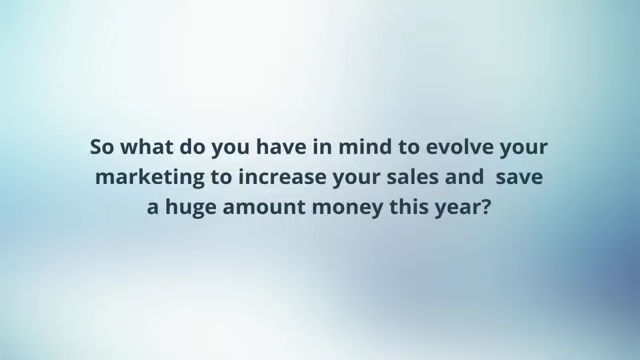 So what do you have in mind to evolve your
marketing to increase your sales and  save
a huge amount money this year?